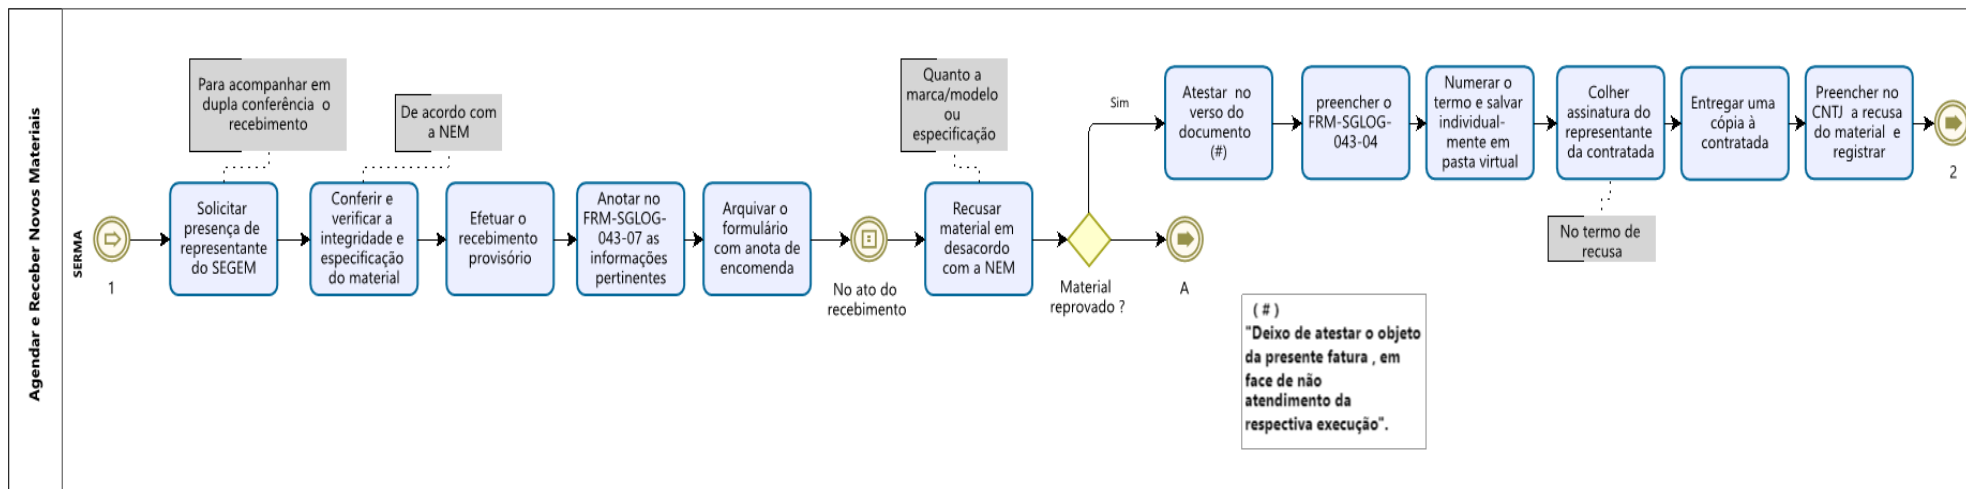 Agendar e Receber Novos Materiais
SERMA
1
Para acompanhar em
dupla conferência o
recebimento
Solicitar
presença de
representante
do SEGEM
De acordo com
a NEM
Conferir e
verificar a
integridade e
especificação
do material
Efetuar o
recebimento
provisório
Anotar no
FRM-SGLOG-
043-07 as
informações
pertinentes
Arquivar o
formulário
com anota de
encomenda
No ato do
recebimento
Quanto a
marca/modelo
ou
especificação
Recusar
material em
desacordo
com a NEM
Material
reprovado ?
Sim
A
Atestar no
verso do
documento
(#)
preencher o
FRM-SGLOG-
043-04
Numerar o
termo e salvar
individual-
mente em
pasta virtual
Colher
assinatura do
representante
da contratada
No termo de
recusa
Entregar uma
cópia à
contratada
Preencher no
CNTJ a recusa
do material e
registrar
2
( # )
"Deixo de atestar o objeto
da presente fatura , em
face de não
atendimento da
respectiva execução".